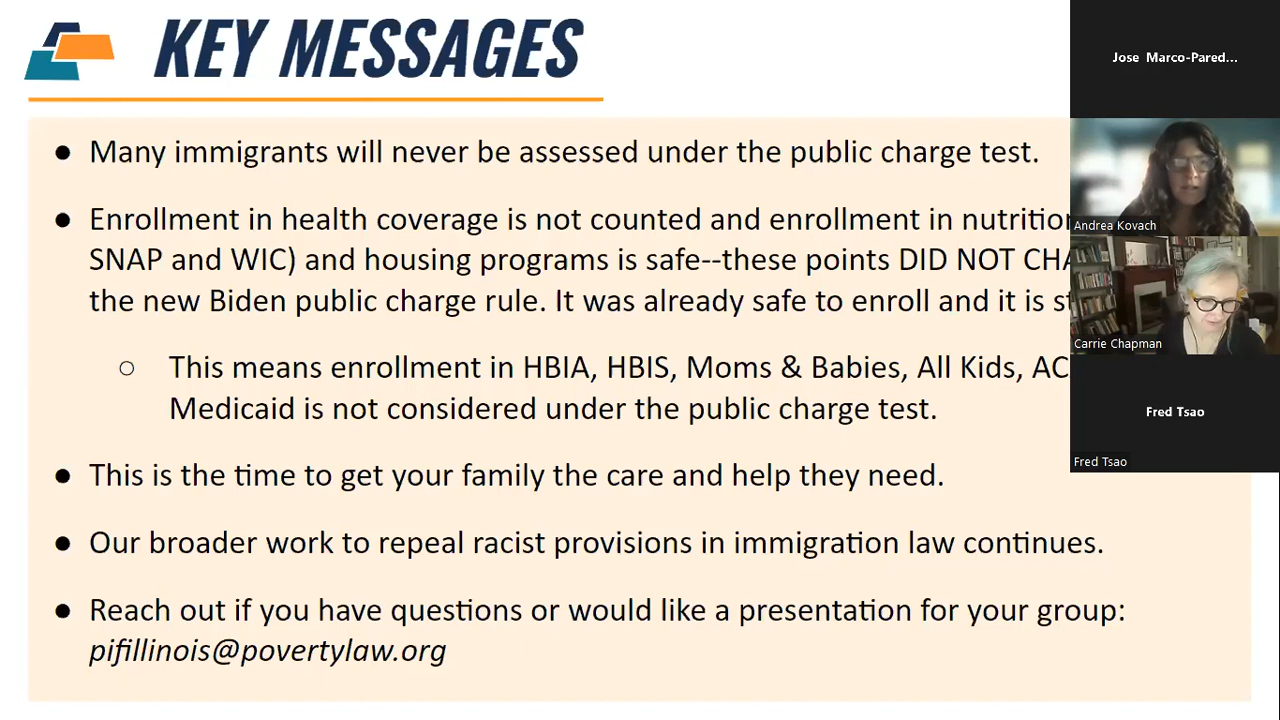 KEY MESSAGES
● Many immigrants will never be assessed under the public charge test.
● Enrollment in health coverage is not counted and enrollment in
SNAP and WIC) and housing programs is safe--these points DID NOT
the new Biden public charge rule. It was already safe to enroll and it is
○ This means enrollment in HBIA, HBIS, Moms & Babies, All Kids,
Medicaid is not considered under the public charge test.
● This is the time to get your family the care and help they need.
● Our broader work to repeal racist provisions in immigration law continues.
● Reach out if you have questions or would like a presentation for your group:
pifillinois@povertylaw.org
Jose Marco-Pared...
Andrea Kovach
Carrie Chapman
Fred Tsao
Fred Tsao